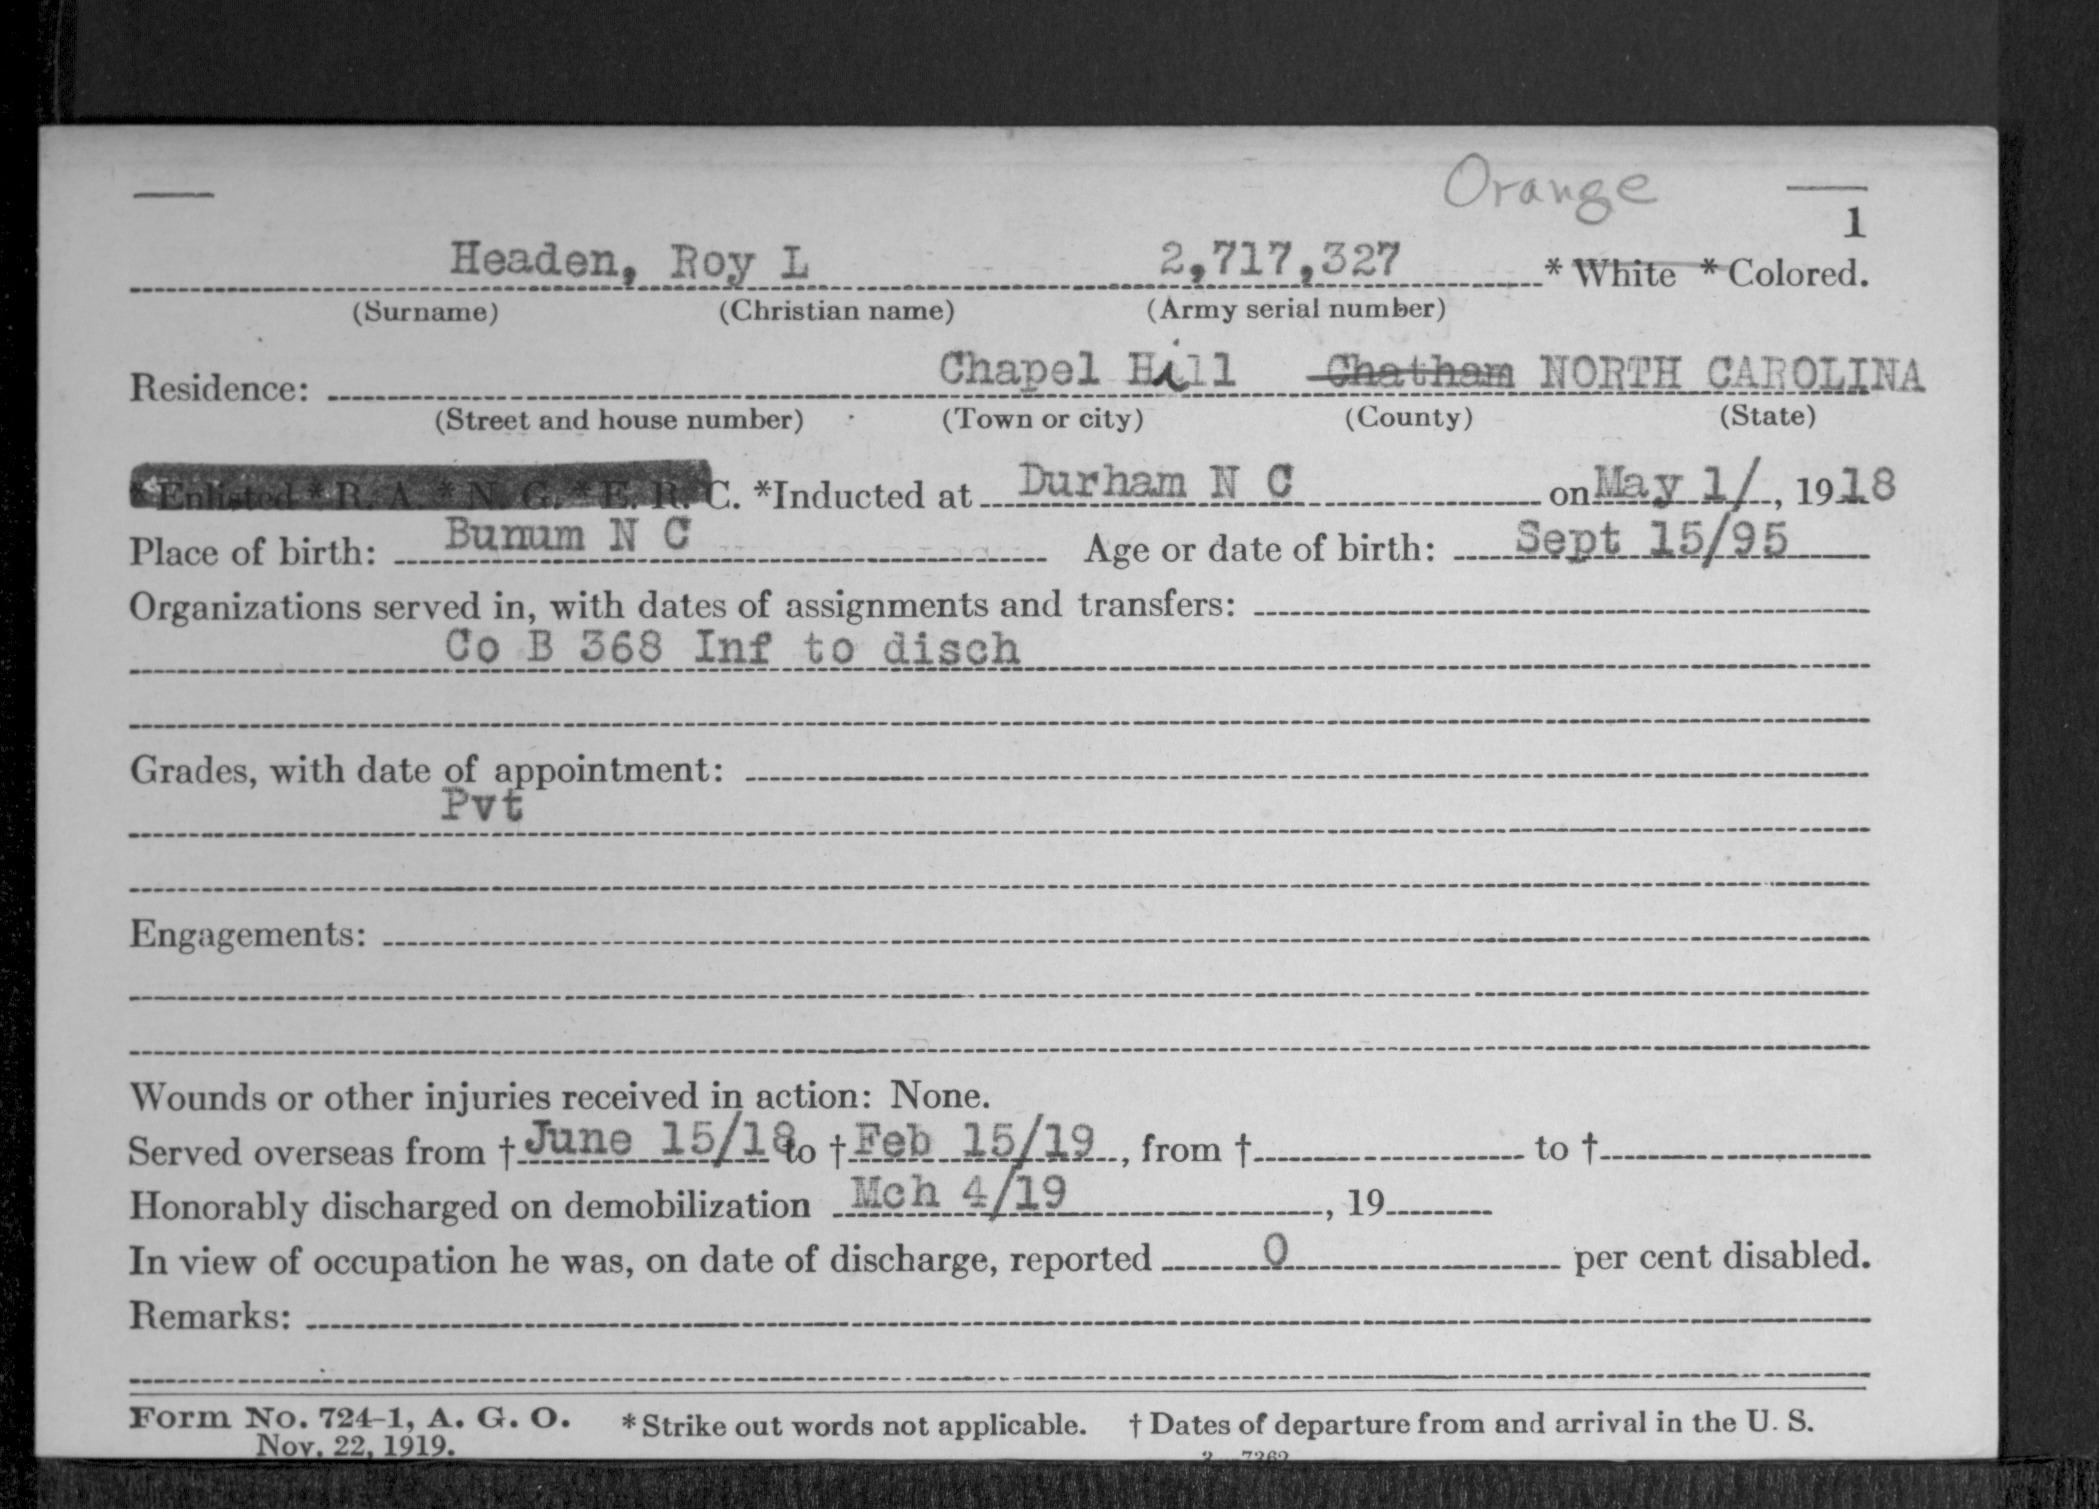 Orange
1
Headen, Roy L 2,717,327 * White * Colored.
(Surname) (Christian name) (Army serial number)
Residence: Chapel Hill Chatham NORTH CAROLINA
(Street and house number) (Town or city) (County) (State)
* Enlisted * R. A. * N. G. * E. R. C. *Inducted at Durham N C on May 1/, 1918
Place of birth: Bunum N C Age or date of birth: Sept 15/95
Organizations served in, with dates of assignments and transfers:
Co B 368 Inf to disch
Grades, with date of appointment:
Pvt
Engagements:
Wounds or other injuries received in action: None.
Served overseas from † June 15/18 to † Feb 15/19, from † to †
Honorably discharged on demobilization Mch 4/19, 19
In view of occupation he was, on date of discharge, reported 0 per cent disabled.
Remarks:
Form No. 724-1, A. G. O. * Strike out words not applicable. † Dates of departure from and arrival in the U. S.
Nov. 22, 1919.